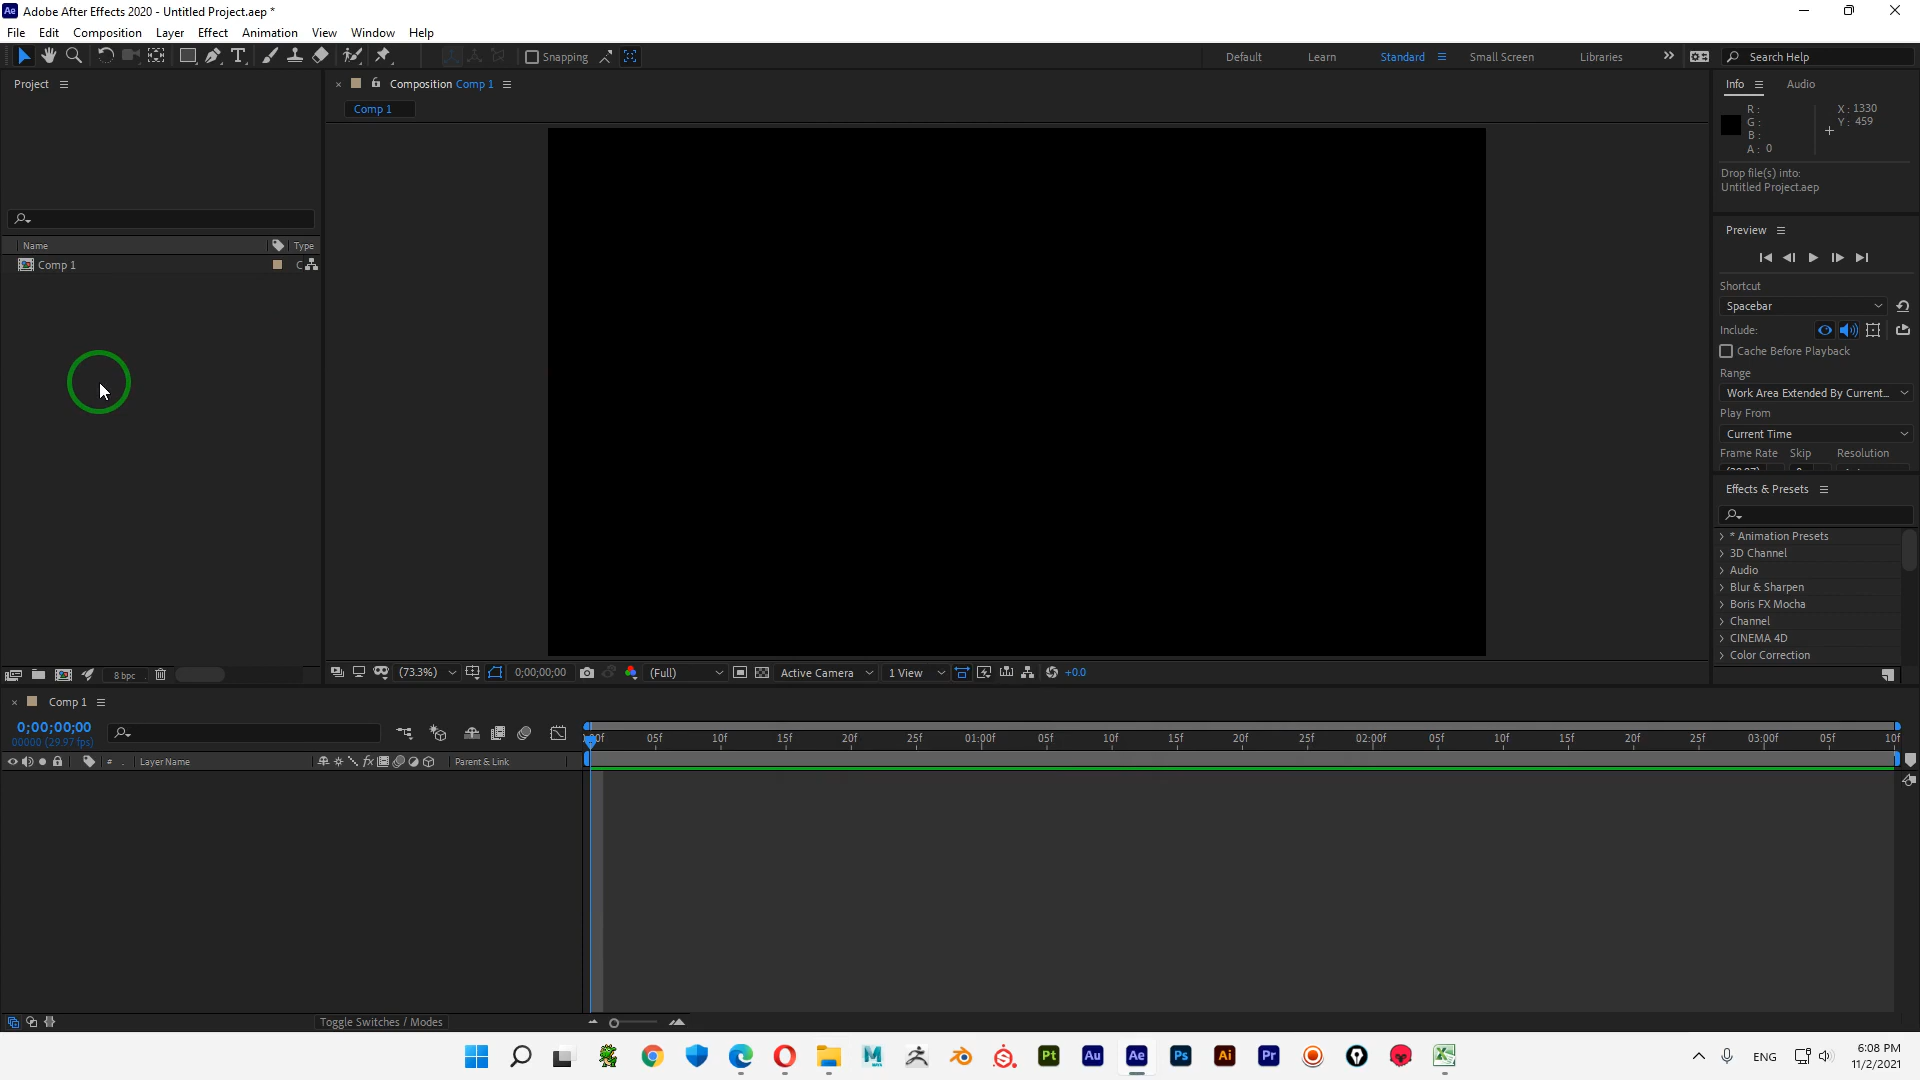 Adobe After Effects 2020 - Untitled Project.aep *
File Edit Composition Layer Effect Animation View Window Help
Snapping
Default Learn Standard Small Screen Libraries
Search Help
Project
Name Type
Comp 1
8 bpc
Composition Comp 1
Comp 1
(73.3%) 0;00;00;00 (Full) Active Camera 1 View +0.0
Info Audio
R :
G :
B :
A : 0
X : 1330
Y : 459
Drop file(s) into:
Untitled Project.aep
Preview
Shortcut
Spacebar
Include:
Cache Before Playback
Range
Work Area Extended By Current...
Play From
Current Time
Frame Rate Skip Resolution
Effects & Presets
* Animation Presets
3D Channel
Audio
Blur & Sharpen
Boris FX Mocha
Channel
CINEMA 4D
Color Correction
Comp 1
0;00;00;00
00000 (29.97 fps)
# Layer Name fx Parent & Link
05f 10f 15f 20f 25f 01:00f 05f 10f 15f 20f 25f 02:00f 05f 10f 15f 20f 25f 03:00f 05f 10f
Toggle Switches / Modes
Pt Au Ae Ps Ai Pr
ENG
6:08 PM
11/2/2021